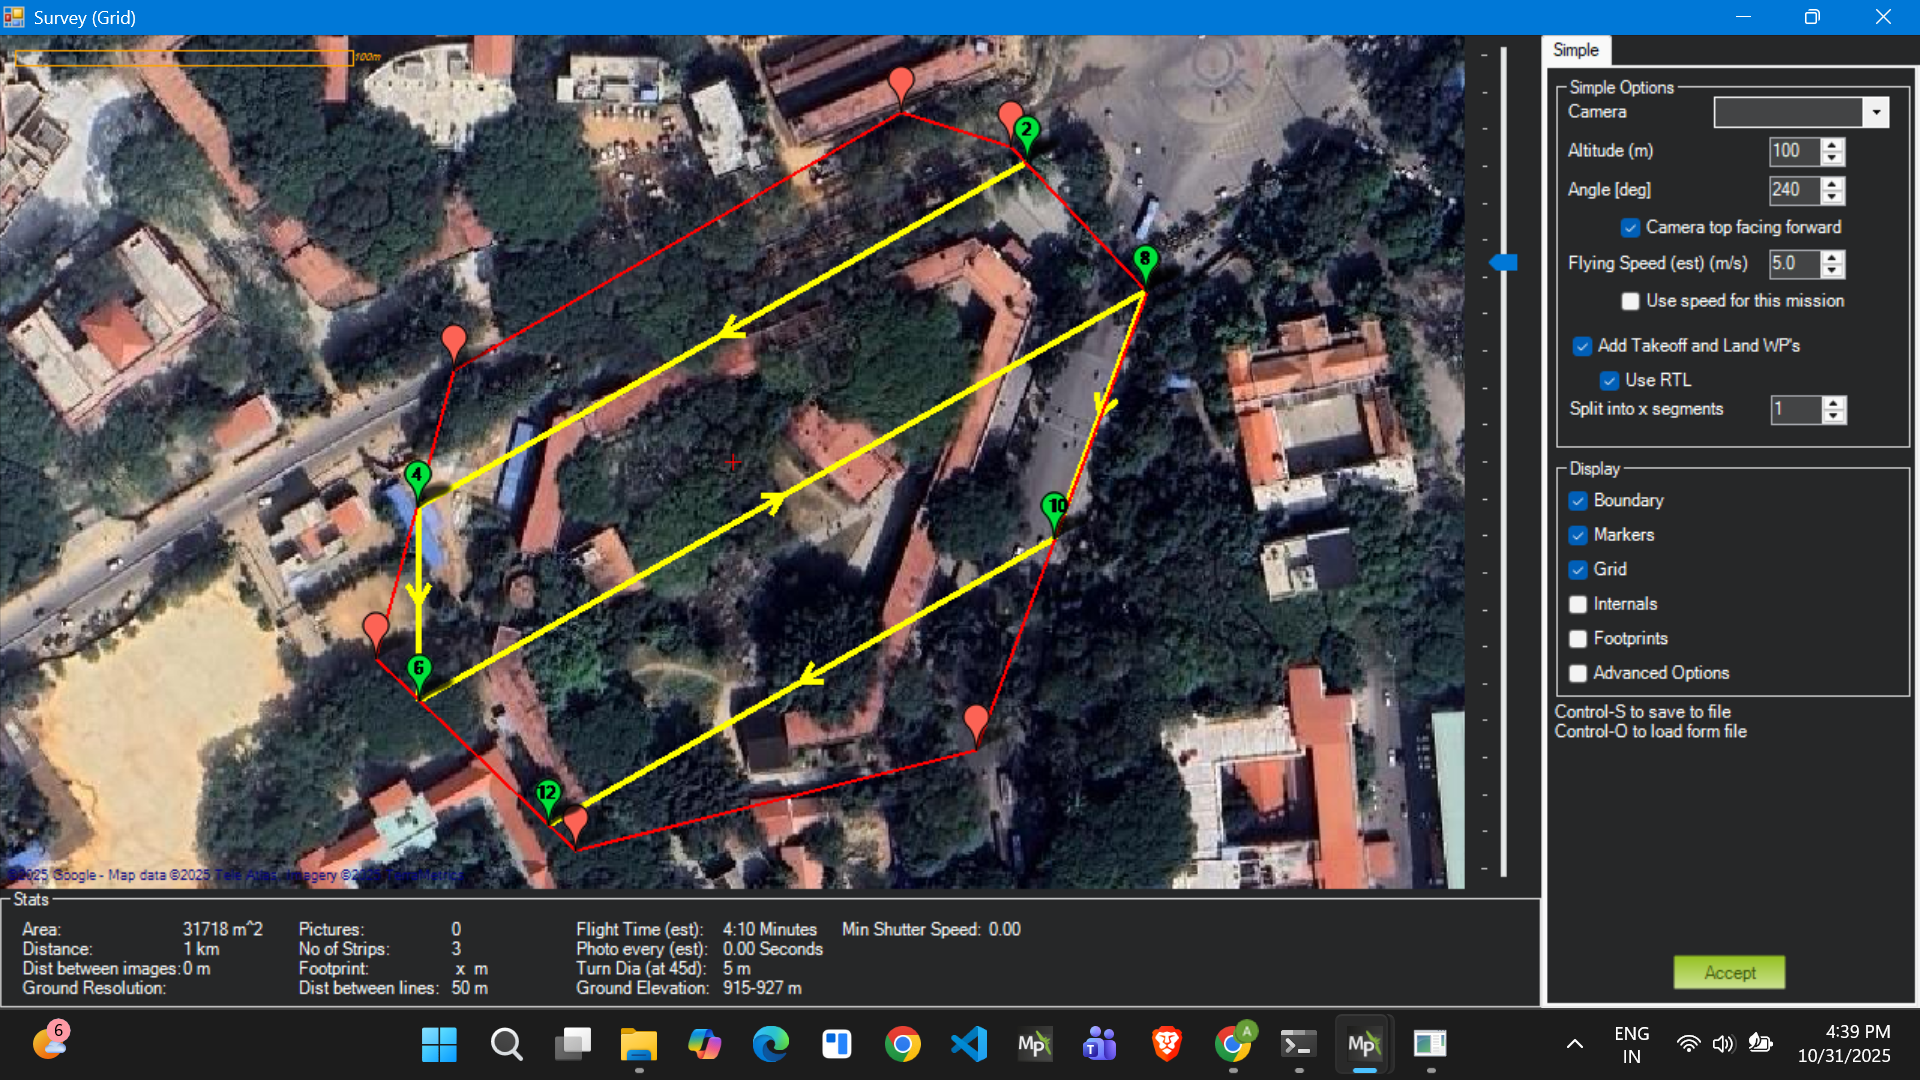 Survey (Grid)
100m
2
8
4
10
6
12
©2025 Google - Map data ©2025 Tele Atlas, Imagery ©2025 TerraMetrics
Simple
Simple Options
Camera
Altitude (m) 100
Angle [deg] 240
Camera top facing forward
Flying Speed (est) (m/s) 5.0
Use speed for this mission
Add Takeoff and Land WP's
Use RTL
Split into x segments 1
Display
Boundary
Markers
Grid
Internals
Footprints
Advanced Options
Control-S to save to file
Control-O to load form file
Accept
Stats
Area: 31718 m^2 Pictures: 0 Flight Time (est): 4:10 Minutes Min Shutter Speed: 0.00
Distance: 1 km No of Strips: 3 Photo every (est): 0.00 Seconds
Dist between images: 0 m Footprint: x m Turn Dia (at 45d): 5 m
Ground Resolution: Dist between lines: 50 m Ground Elevation: 915-927 m
6
Mp
T
A
Mp
ENG
IN
4:39 PM
10/31/2025